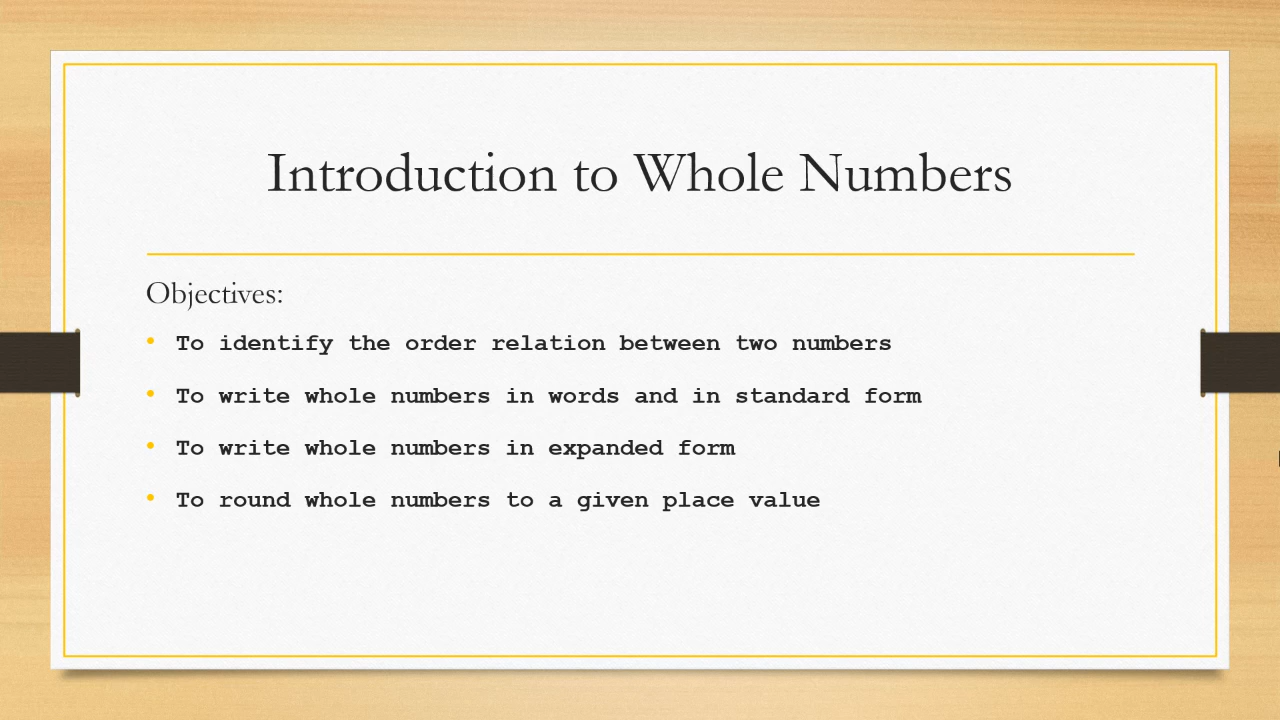 Introduction to Whole Numbers
Objectives:
• To identify the order relation between two numbers
• To write whole numbers in words and in standard form
• To write whole numbers in expanded form
• To round whole numbers to a given place value